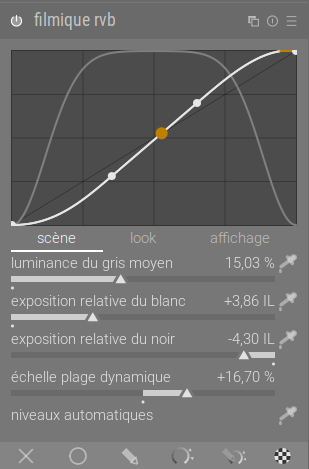 filmique rvb
scène look affichage
luminance du gris moyen 15,03 %
exposition relative du blanc +3,86 IL
exposition relative du noir -4,30 IL
échelle plage dynamique +16,70 %
niveaux automatiques